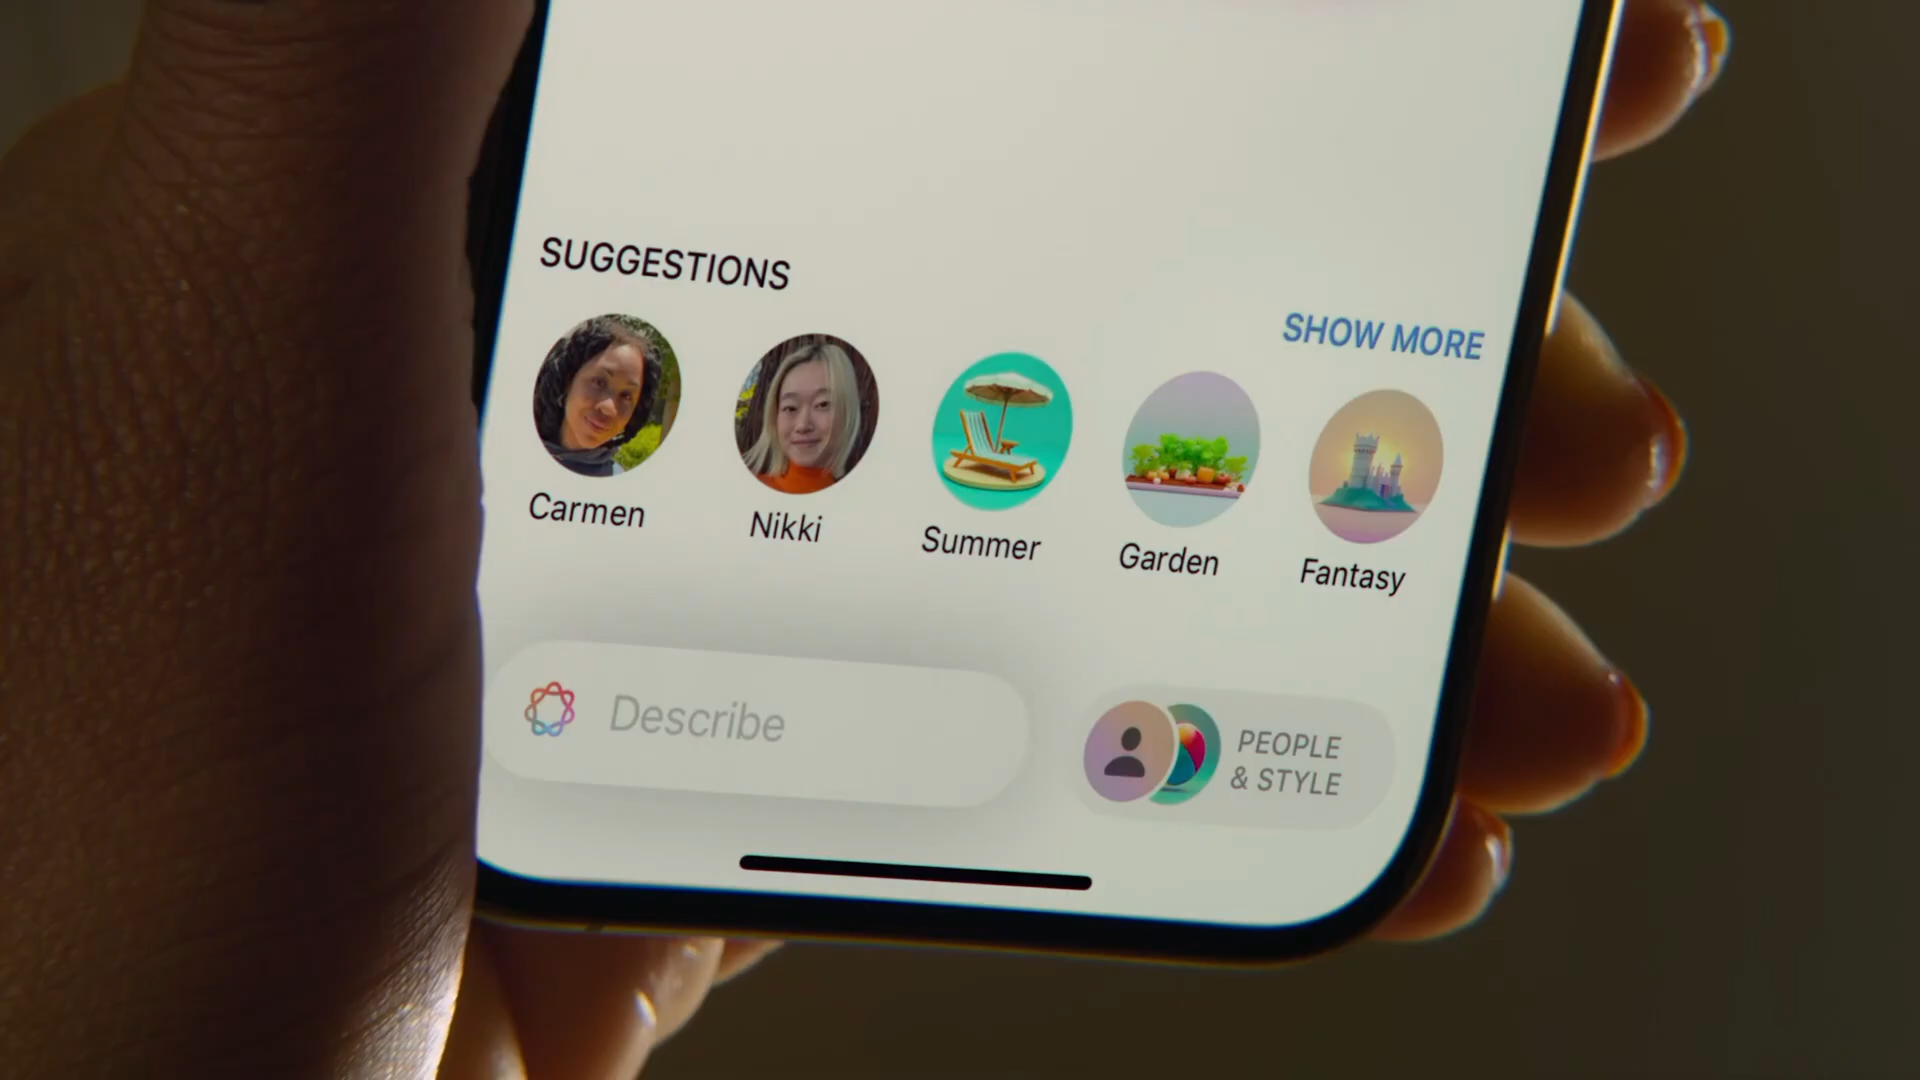 SUGGESTIONS
SHOW MORE
Carmen
Nikki
Summer
Garden
Fantasy
Describe
PEOPLE
& STYLE